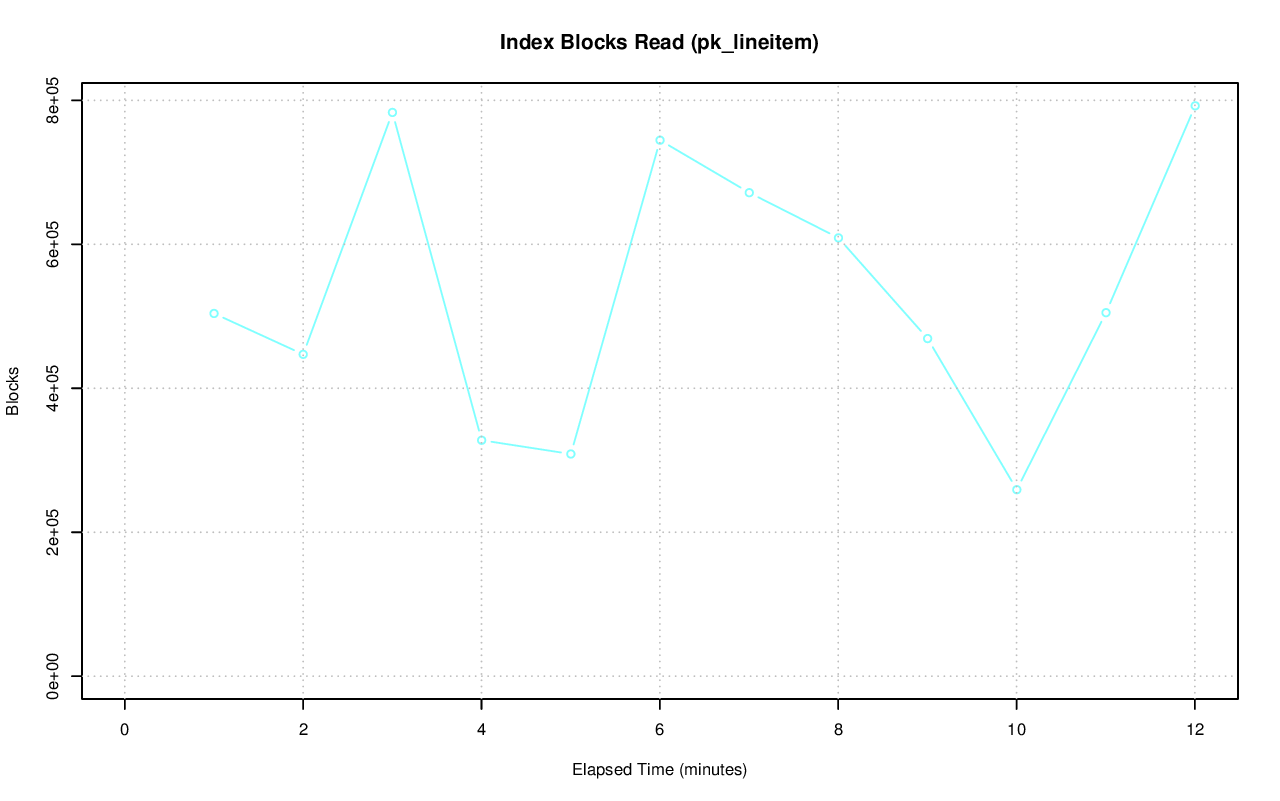 Index Blocks Read (pk_lineitem)
8e+05
6e+05
4e+05
2e+05
0e+00
Blocks
0 2 4 6 8 10 12
Elapsed Time (minutes)